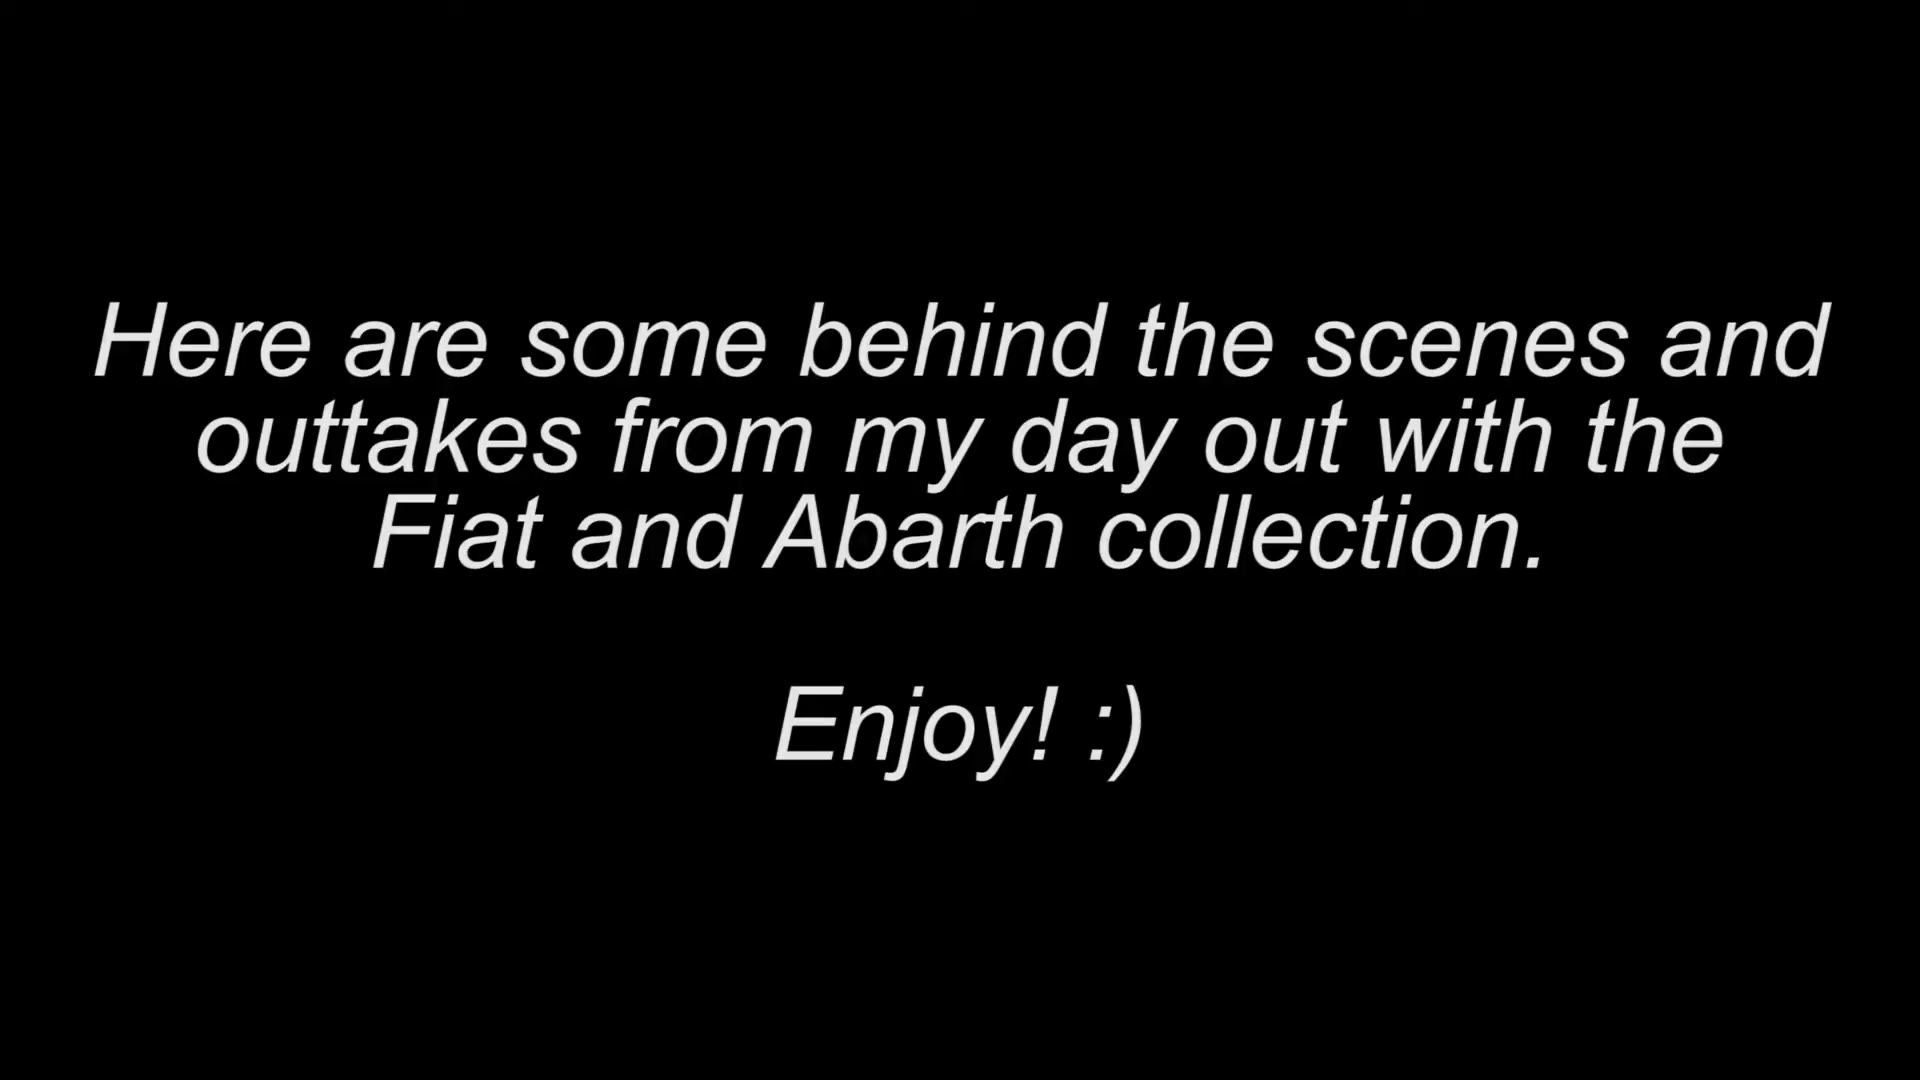 Here are some behind the scenes and
outtakes from my day out with the
Fiat and Abarth collection.
Enjoy! :)